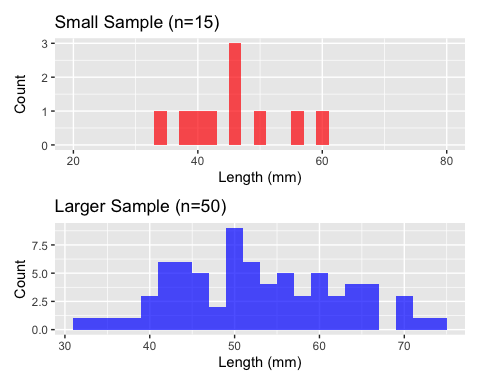 Small Sample (n=15)
3
2
1
0
Count
20 40 60 80
Length (mm)
Larger Sample (n=50)
7.5
5.0
2.5
0.0
Count
30 40 50 60 70
Length (mm)